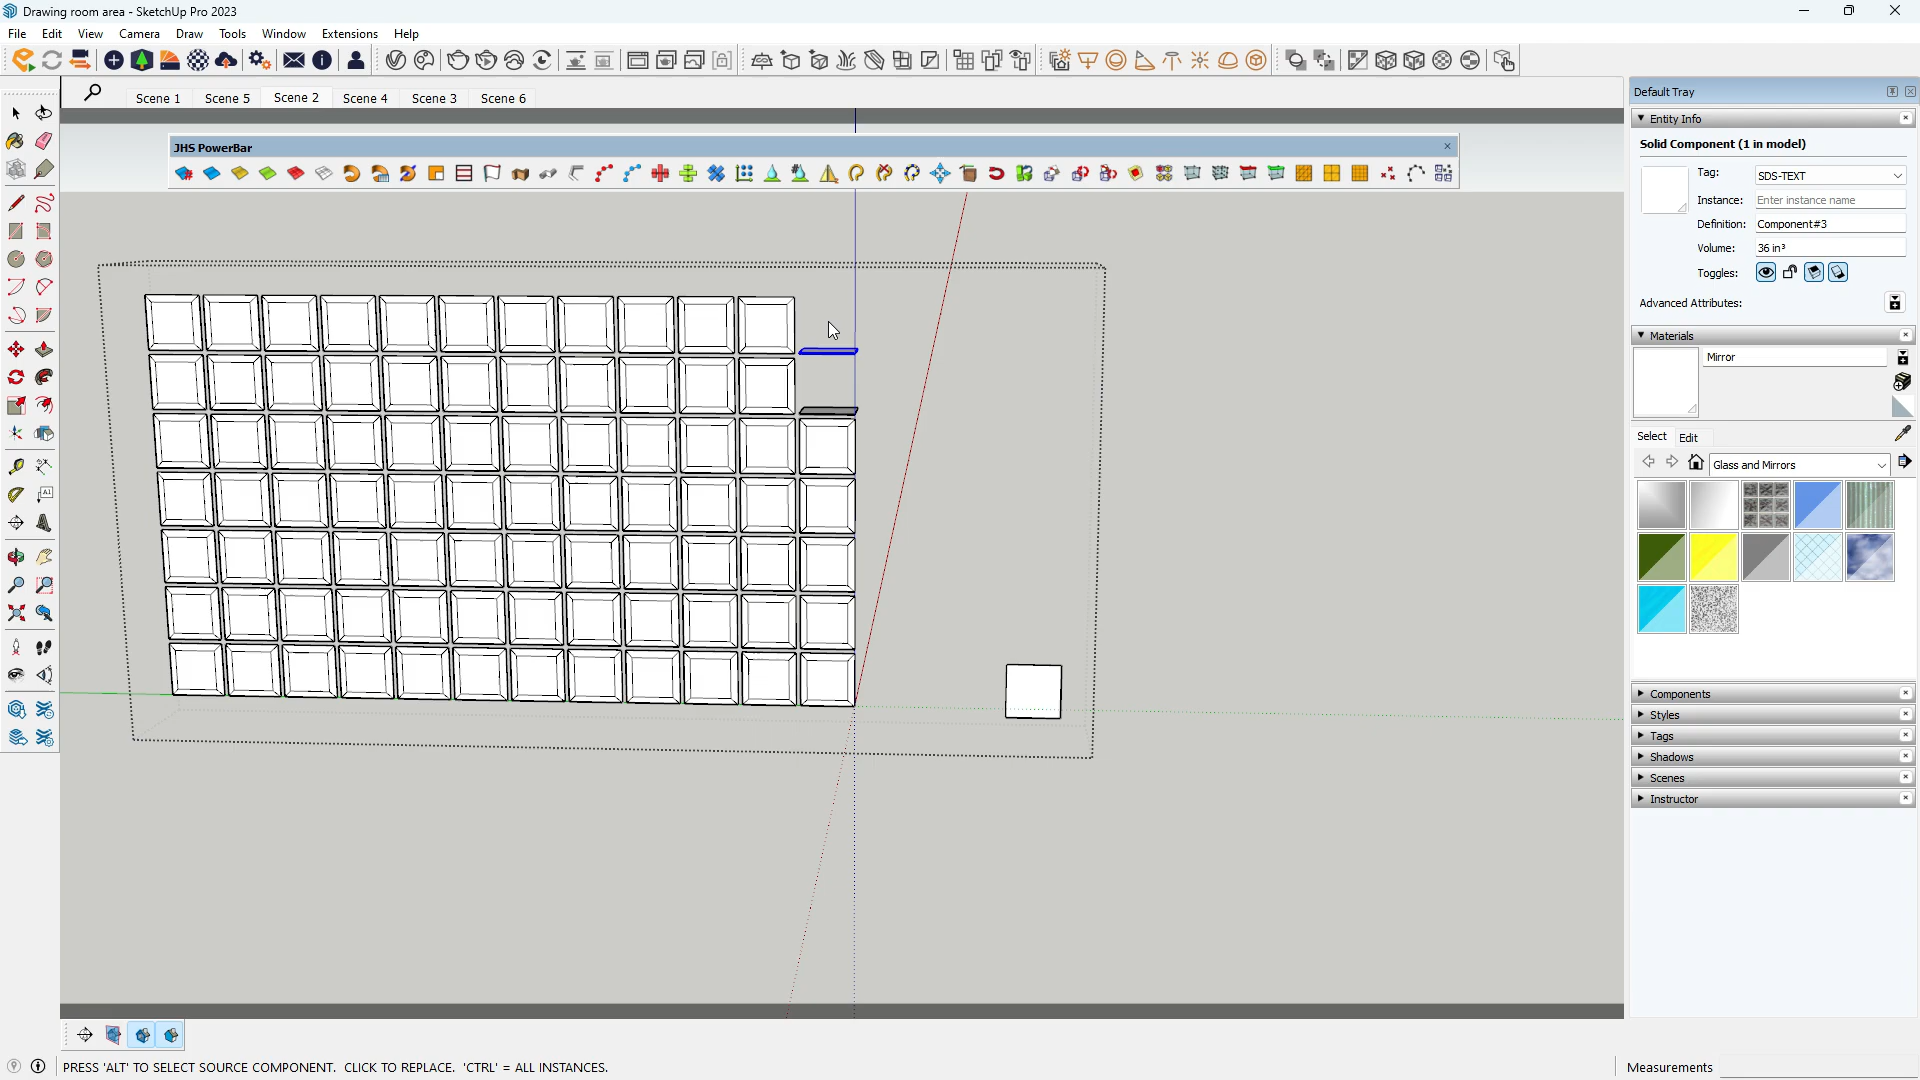 Drawing room area - SketchUp Pro 2023
File Edit View Camera Draw Tools Window Extensions Help
Scene 1 Scene 5 Scene 2 Scene 4 Scene 3 Scene 6
JHS PowerBar
Default Tray
Entity Info
Solid Component (1 in model)
Tag: SDS-TEXT
Instance: Enter instance name
Definition: Component#3
Volume: 36 in³
Toggles:
Advanced Attributes:
Materials
Mirror
Select Edit
Glass and Mirrors
Components
Styles
Tags
Shadows
Scenes
Instructor
PRESS 'ALT' TO SELECT SOURCE COMPONENT. CLICK TO REPLACE. 'CTRL' = ALL INSTANCES.
Measurements